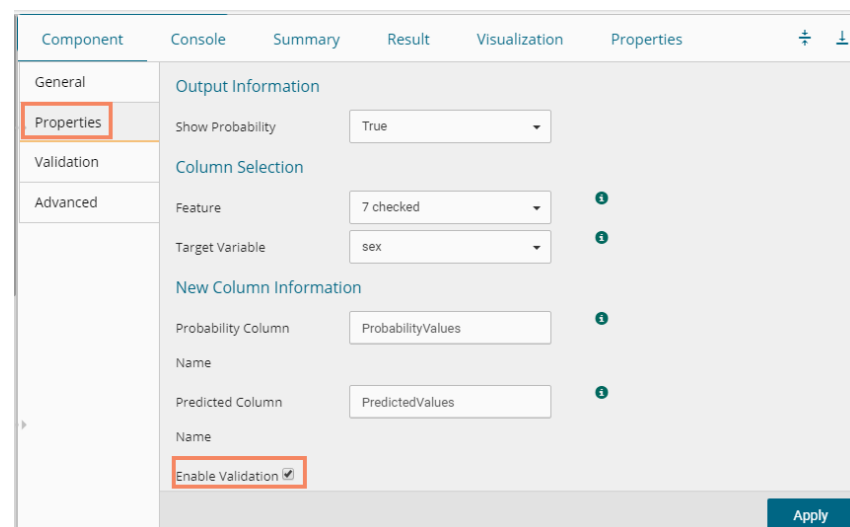 Component Console Summary Result Visualization Properties
General
Properties
Validation
Advanced
Output Information
Show Probability True
Column Selection
Feature 7 checked
Target Variable sex
New Column Information
Probability Column ProbabilityValues
Name
Predicted Column PredictedValues
Name
Enable Validation
Apply